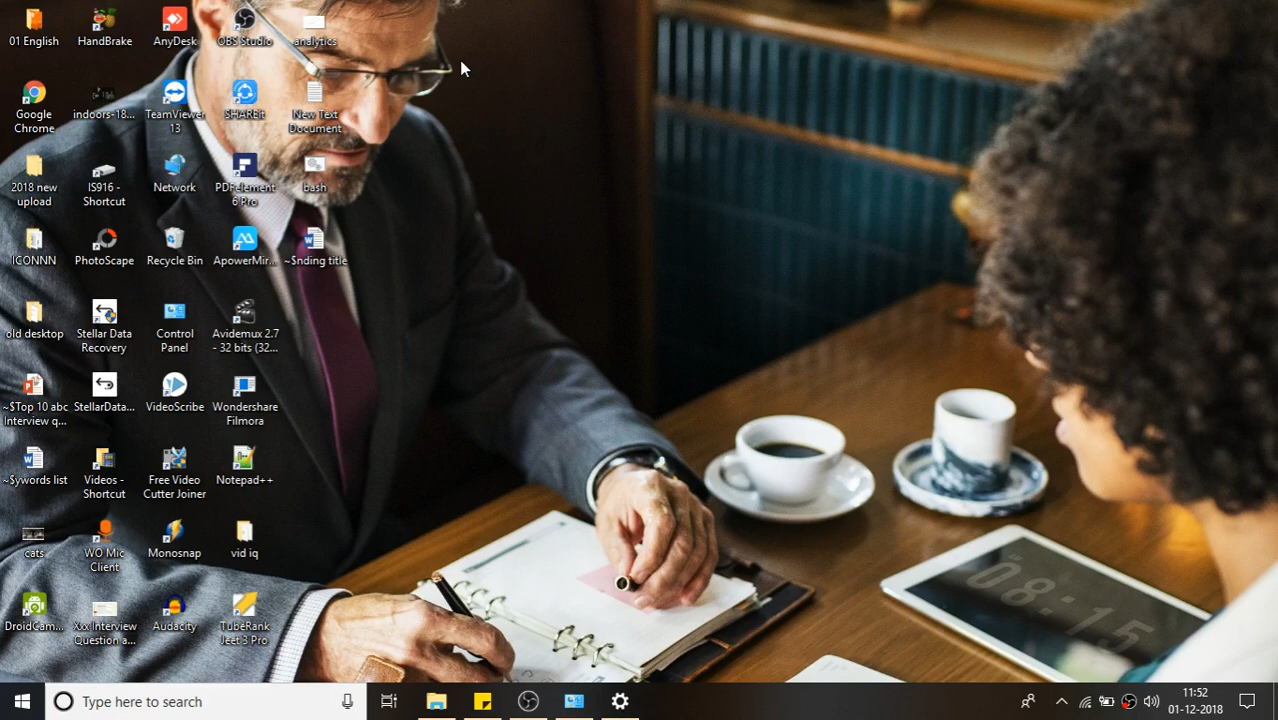 01 English
HandBrake
AnyDesk
OBS Studio
analytics
Google
Chrome
indoors-18...
TeamViewer
13
SHAREit
New Text
Document
2018 new
upload
IS916 -
Shortcut
Network
PDFelement
6 Pro
bash
ICONNN
PhotoScape
Recycle Bin
ApowerMir...
~$nding title
old desktop
Stellar Data
Recovery
Control
Panel
Avidemux 2.7
- 32 bits (32...
~$Top 10 abc
Interview q...
StellarData...
VideoScribe
Wondershare
Filmora
~$ywords list
Videos -
Shortcut
Free Video
Cutter Joiner
Notepad++
cats
WO Mic
Client
Monosnap
vid iq
DroidCam...
Xxx Interview
Question a...
Audacity
TubeRank
Jeet 3 Pro
08:15
Type here to search
11:52
01-12-2018